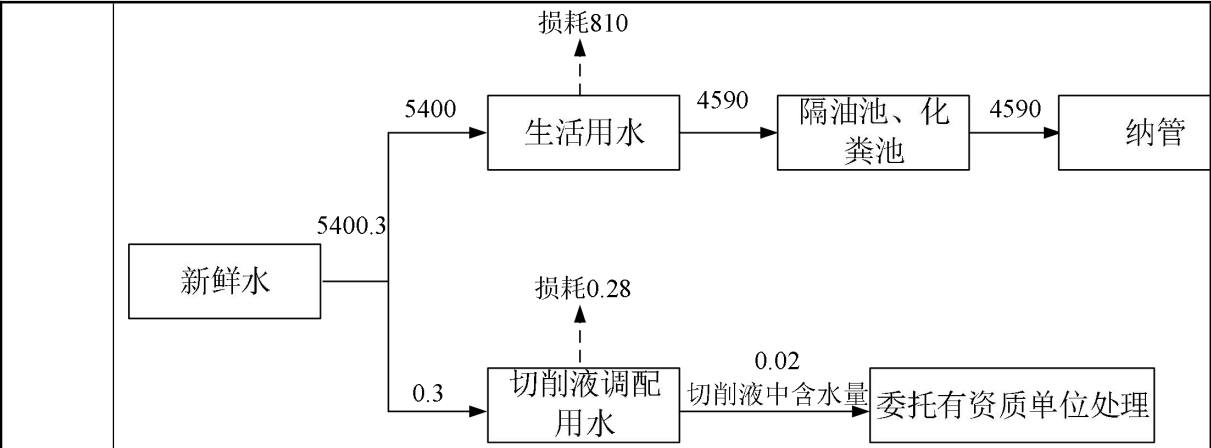 损耗810
5400
生活用水
4590
隔油池、化
粪池
4590
纳管
5400.3
新鲜水
损耗0.28
0.3
切削液调配
用水
0.02
切削液中含水量
委托有资质单位处理